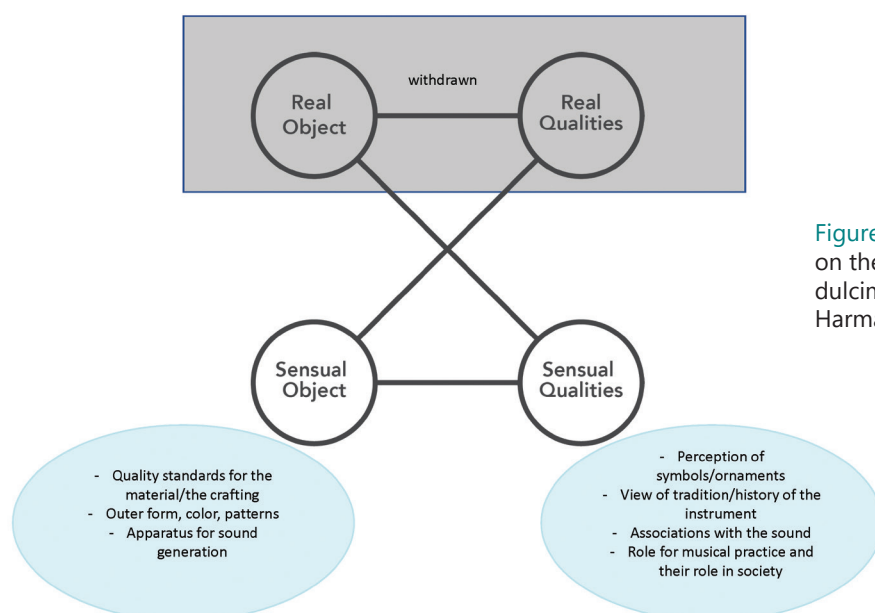 withdrawn
Real
Object
Real
Qualities
Figure
on the
dulcin
Harma
Sensual
Object
Sensual
Qualities
- Quality standards for the
material/the crafting
- Outer form, color, patterns
- Apparatus for sound
generation
- Perception of
symbols/ornaments
- View of tradition/history of the
instrument
- Associations with the sound
- Role for musical practice and
their role in society